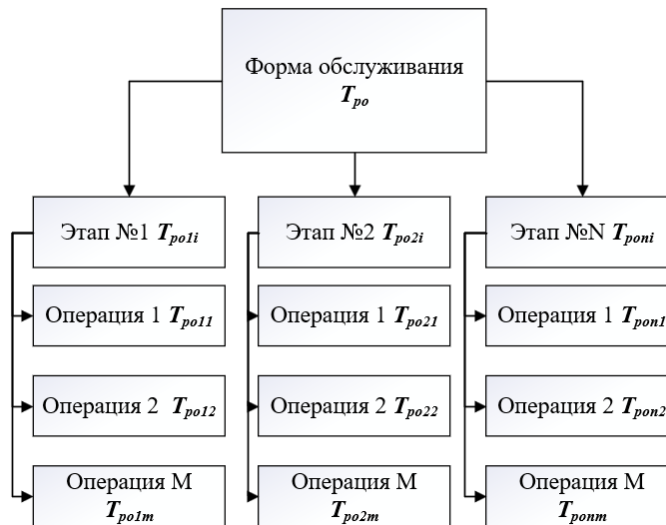 Форма обслуживания
Tpo
Этап №1 Tpo1i
Операция 1 Tpo11
Операция 2 Tpo12
Операция М
Tpo1m
Этап №2 Tpo2i
Операция 1 Tpo21
Операция 2 Tpo22
Операция М
Tpo2m
Этап №N Tponi
Операция 1 Tpon1
Операция 2 Tpon2
Операция М
Tponm